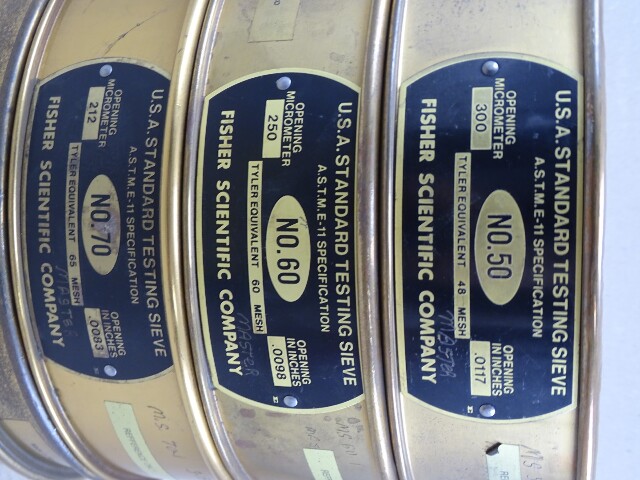 U.S.A. STANDARD TESTING SIEVE
A.S.T.M. E-11 SPECIFICATION
OPENING
MICROMETER
300
NO. 50
OPENING
IN INCHES
.0117
TYLER EQUIVALENT 48 MESH
FISHER SCIENTIFIC COMPANY
MASTER
U.S.A. STANDARD TESTING SIEVE
A.S.T.M. E-11 SPECIFICATION
OPENING
MICROMETER
250
NO. 60
OPENING
IN INCHES
.0098
TYLER EQUIVALENT 60 MESH
FISHER SCIENTIFIC COMPANY
MASTER
U.S.A. STANDARD TESTING SIEVE
A.S.T.M. E-11 SPECIFICATION
OPENING
MICROMETER
212
NO. 70
OPENING
IN INCHES
.0083
TYLER EQUIVALENT 65 MESH
FISHER SCIENTIFIC COMPANY
MASTER